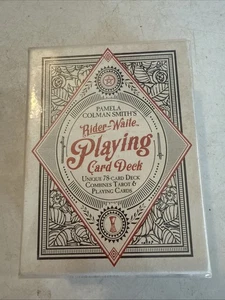 PAMELA
COLMAN SMITH'S
Rider-Waite
Playing
Card Deck
UNIQUE 78-CARD DECK
COMBINES TAROT &
PLAYING CARDS